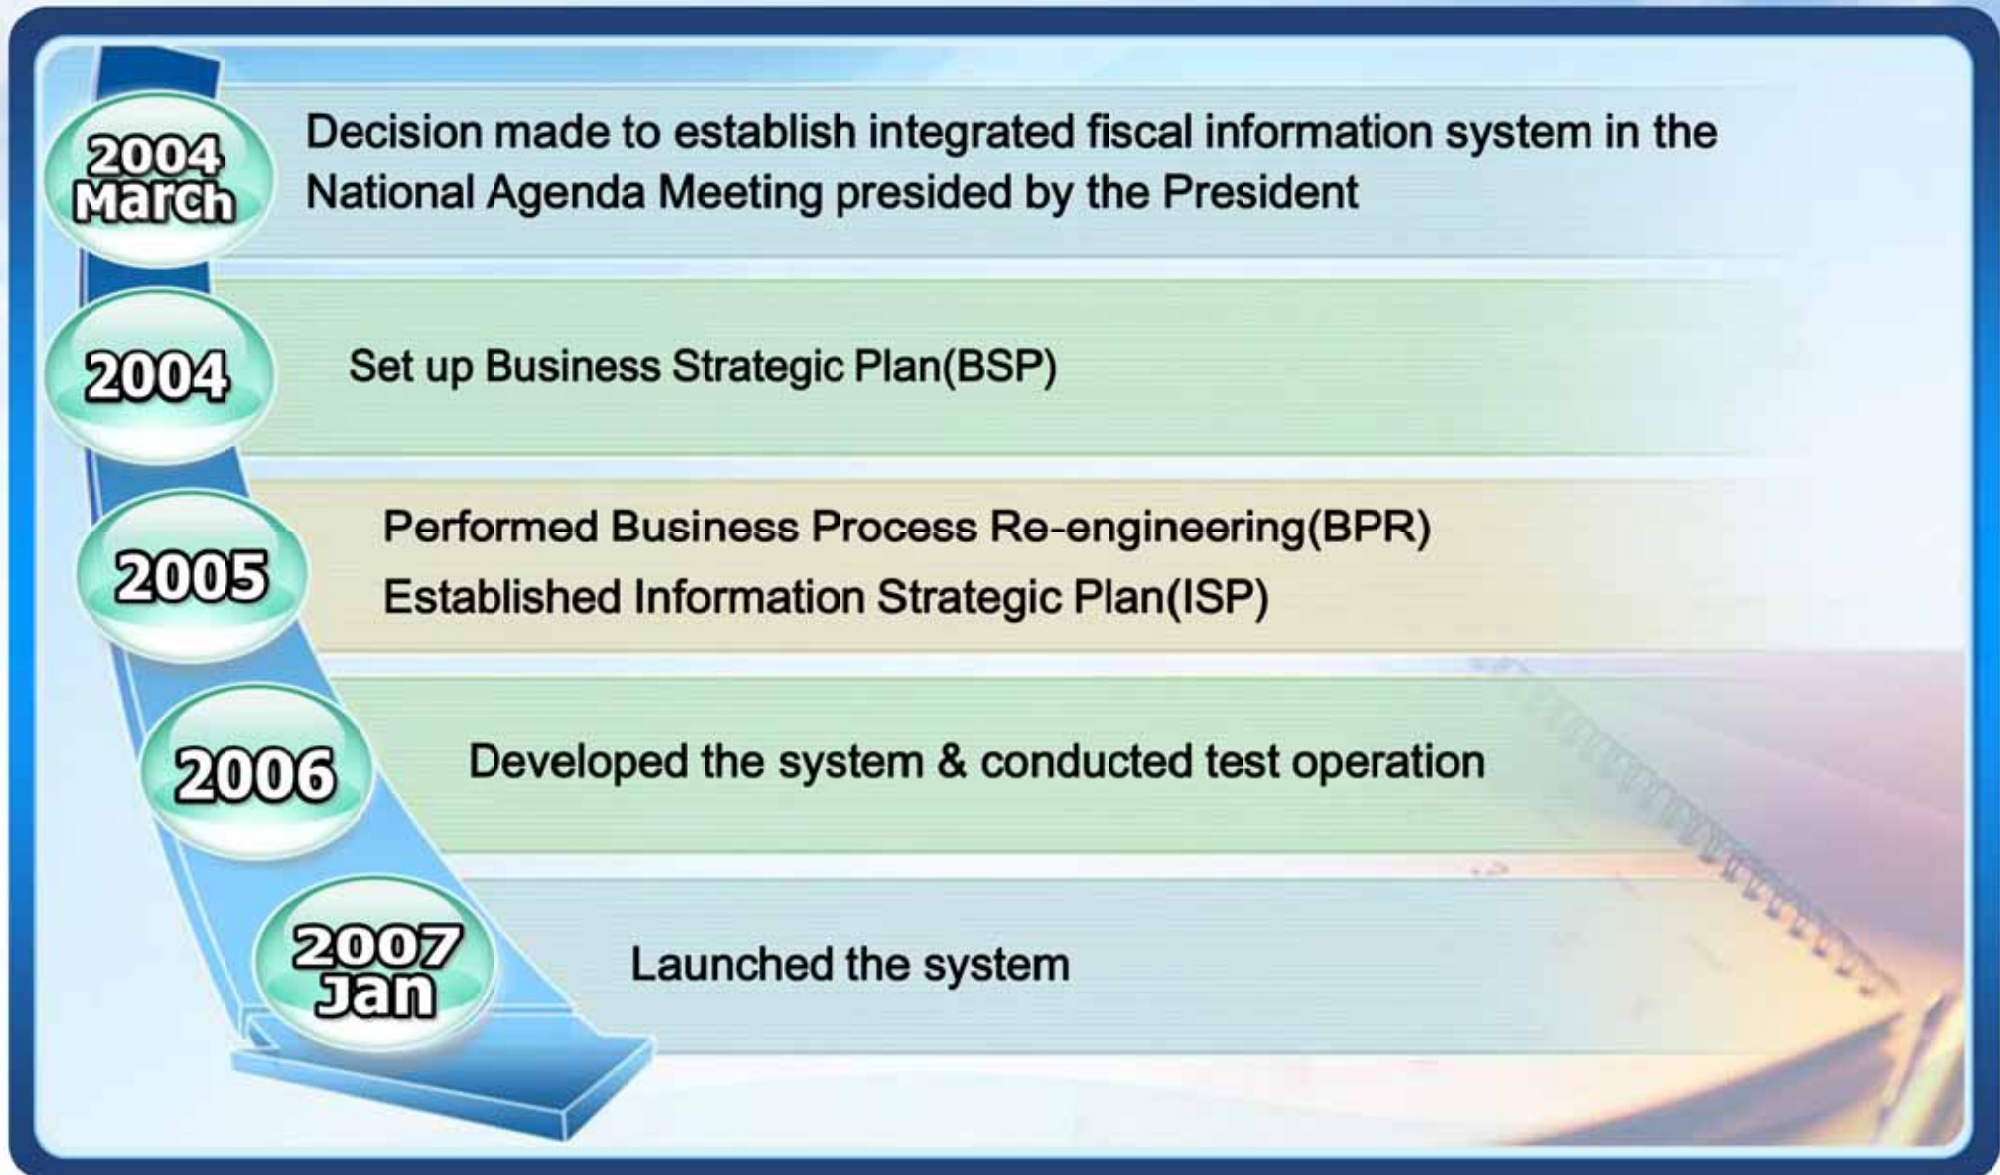 2004
March
Decision made to establish integrated fiscal information system in the
National Agenda Meeting presided by the President
2004
Set up Business Strategic Plan(BSP)
2005
Performed Business Process Re-engineering(BPR)
Established Information Strategic Plan(ISP)
2006
Developed the system & conducted test operation
2007
Jan
Launched the system